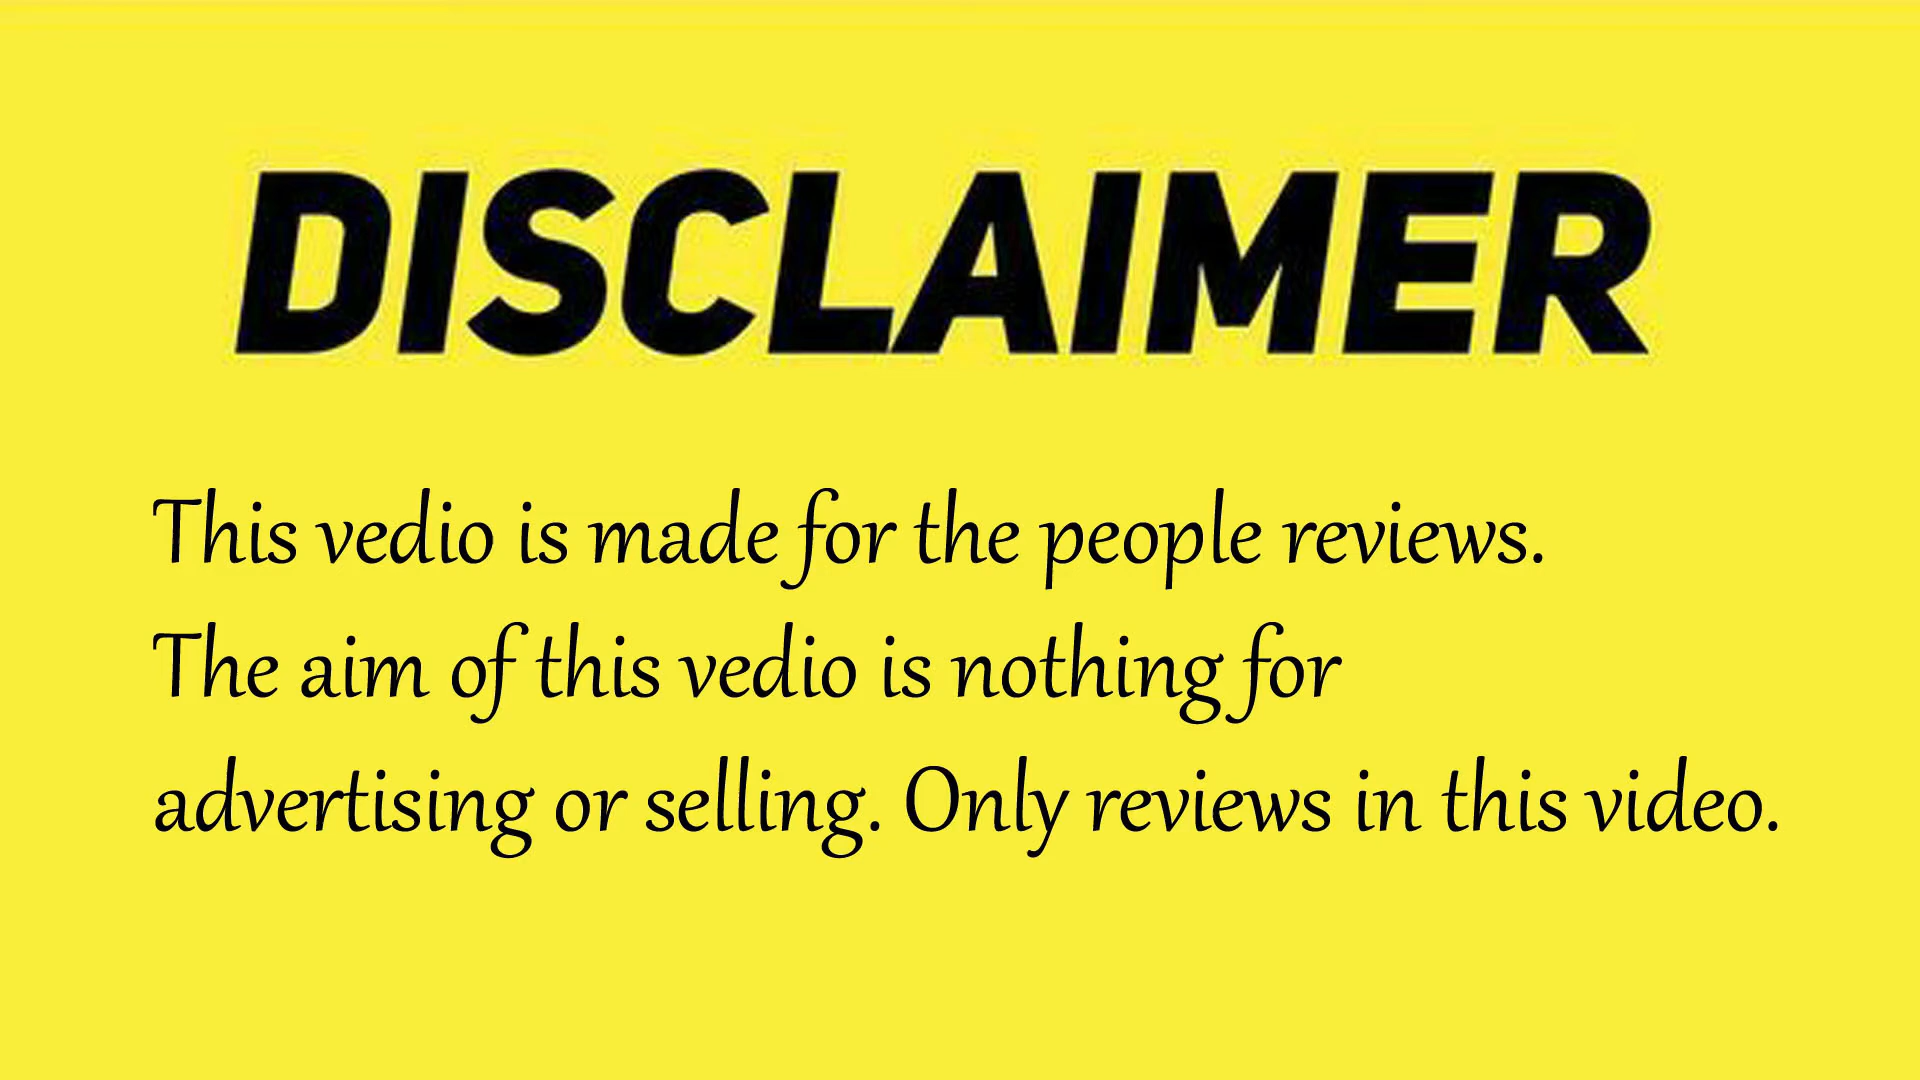 DISCLAIMER
This vedio is made for the people reviews.
The aim of this vedio is nothing for
advertising or selling. Only reviews in this video.